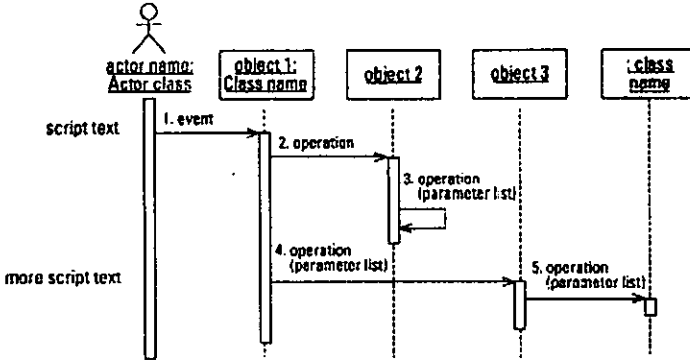 actor name:
Actor class
object 1:
Class name
object 2
object 3
: class
name
script text
1. event
2. operation
3. operation
(parameter list)
4. operation
(parameter list)
more script text
5. operation
(parameter list)